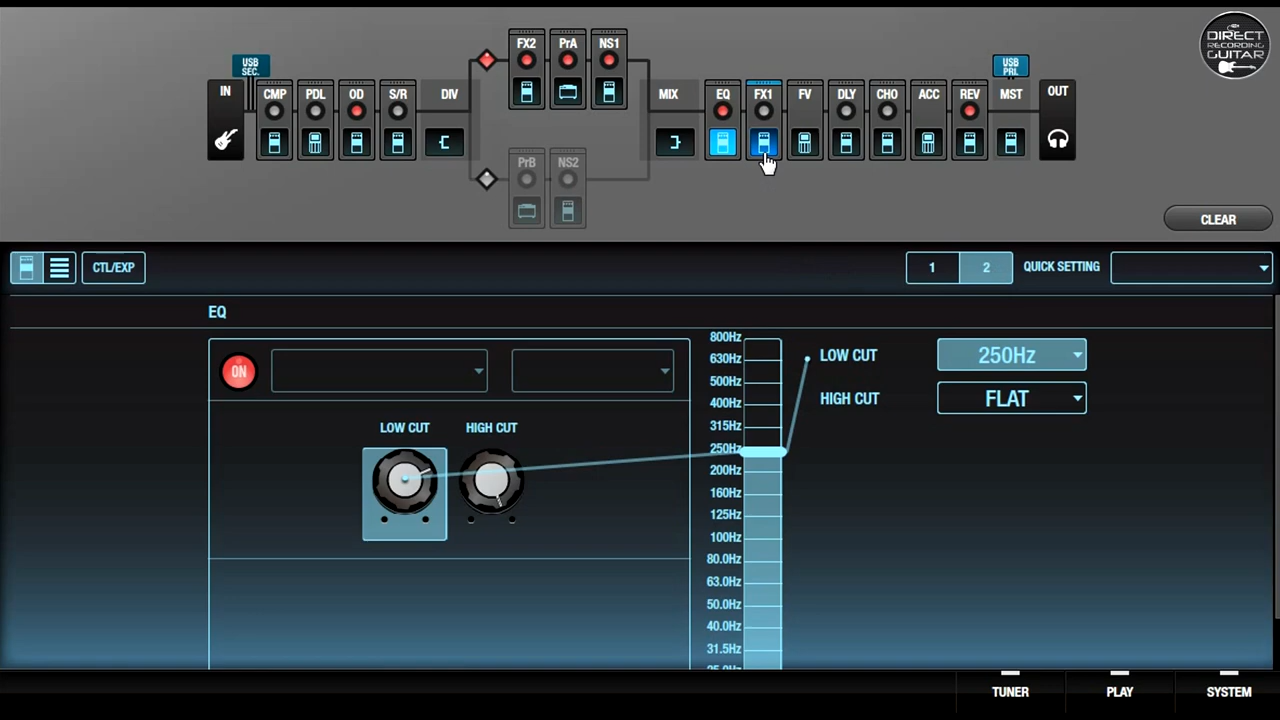 DIRECT
RECORDING
GUITAR
FX2 PrA NS1
USB
SEC.
USB
PRL
IN CMP PDL OD S/R DIV MIX EQ FX1 FV DLY CHO ACC REV MST OUT
PrB NS2
CLEAR
CTL/EXP 1 2 QUICK SETTING
EQ
ON
LOW CUT HIGH CUT
800Hz
630Hz
500Hz
400Hz
315Hz
250Hz
200Hz
160Hz
125Hz
100Hz
80.0Hz
63.0Hz
50.0Hz
40.0Hz
31.5Hz
25.0Hz
LOW CUT 250Hz
HIGH CUT FLAT
TUNER PLAY SYSTEM